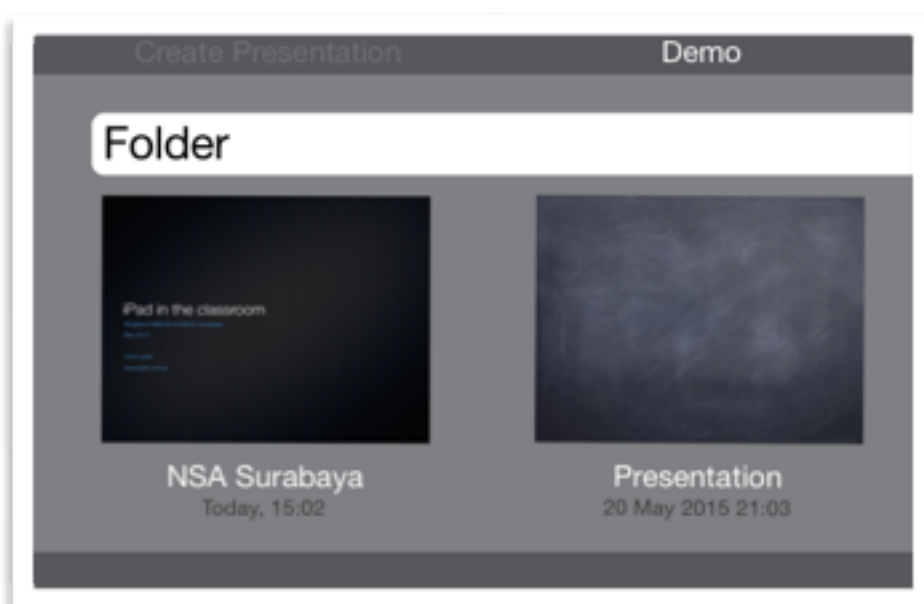 Create Presentation
Demo
Folder
iPad in the classroom
NSA Surabaya
Today, 15:02
Presentation
20 May 2015 21:03